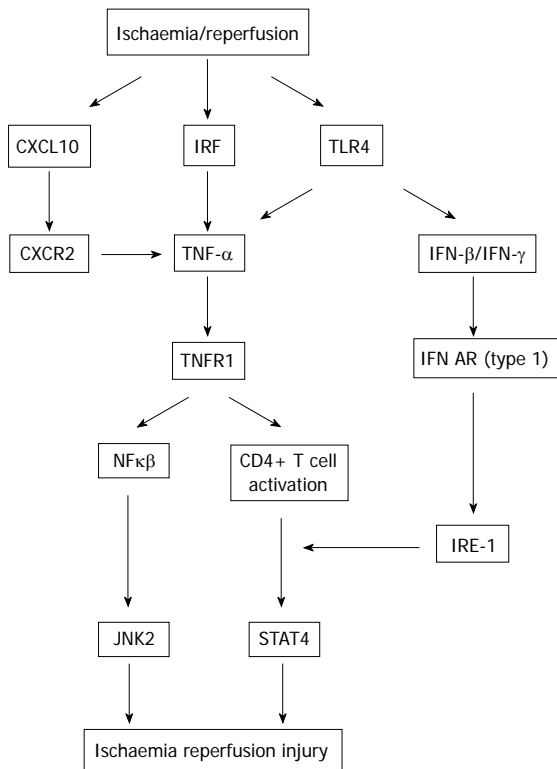 Ischaemia/reperfusion
CXCL10
IRF
TLR4
CXCR2
TNF-α
IFN-β/IFN-γ
TNFR1
IFN AR (type 1)
NFκβ
CD4+ T cell
activation
IRE-1
JNK2
STAT4
Ischaemia reperfusion injury